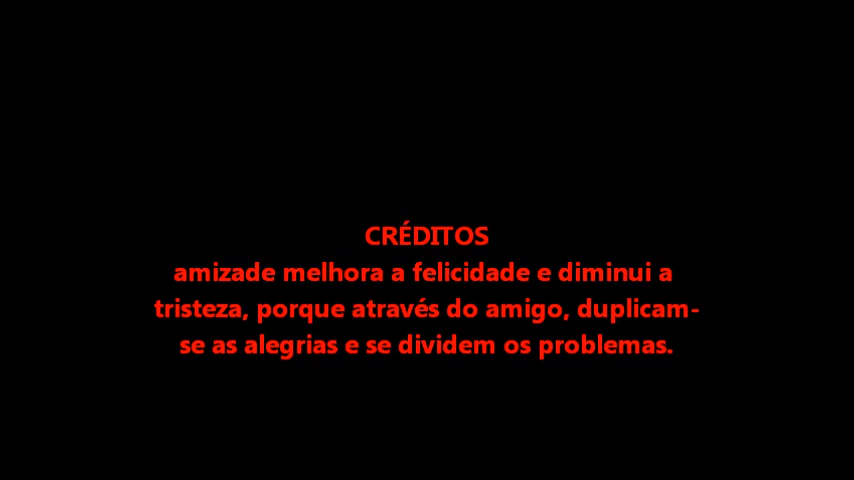 CRÉDITOS
amizade melhora a felicidade e diminui a
tristeza, porque através do amigo, duplicam-
se as alegrias e se dividem os problemas.